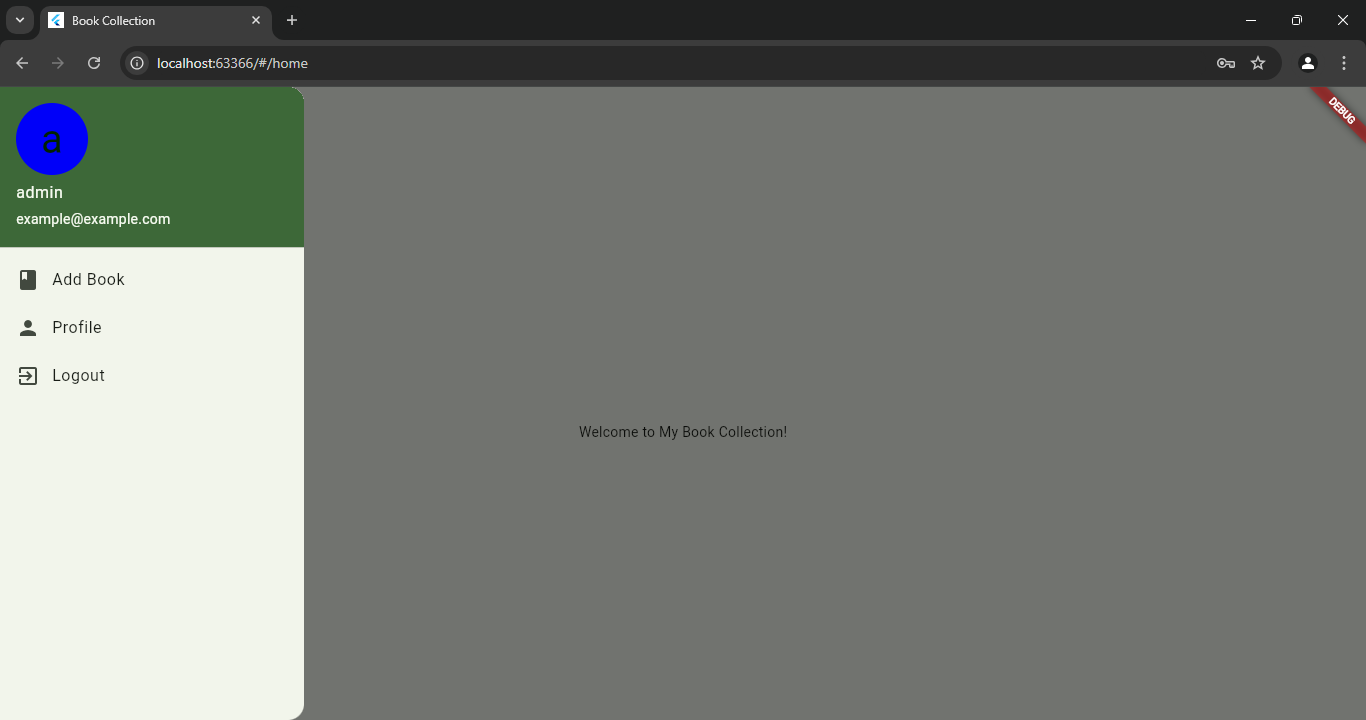 Book Collection
localhost:63366/#/home
DEBUG
a
admin
example@example.com
Add Book
Profile
Logout
Welcome to My Book Collection!